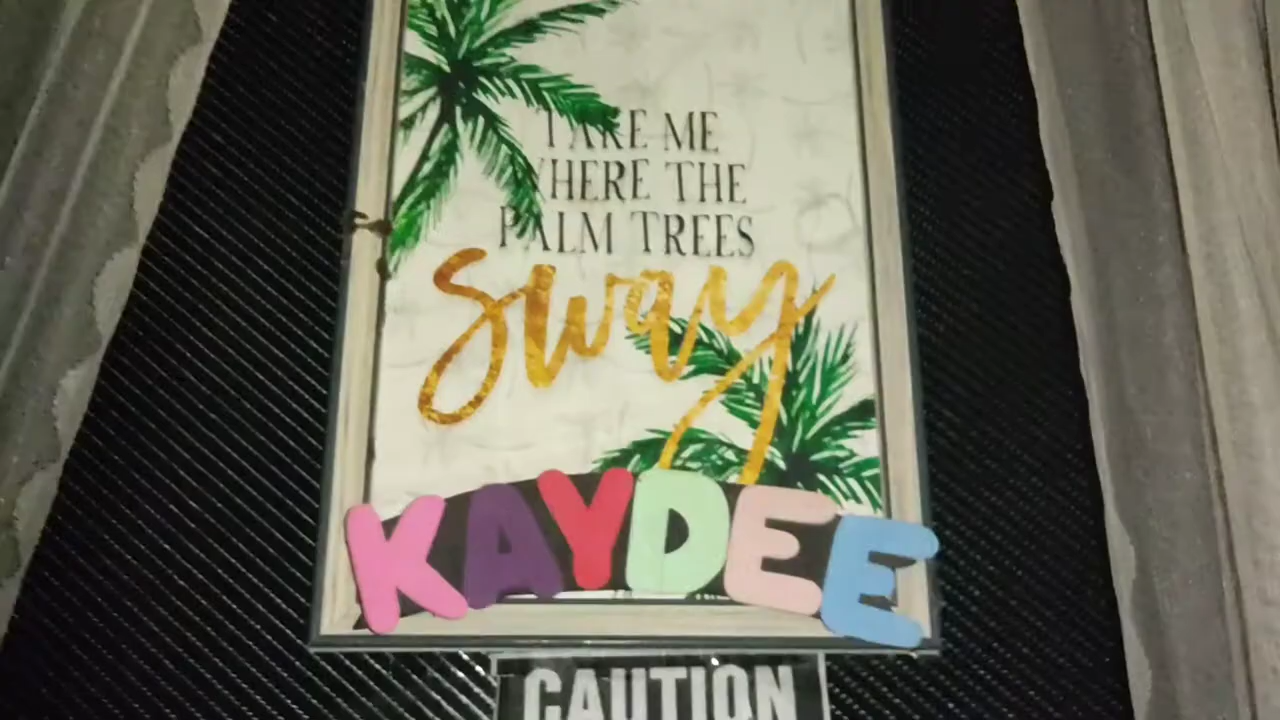 TAKE ME
WHERE THE
PALM TREES
sway
KAYDEE
CAUTION